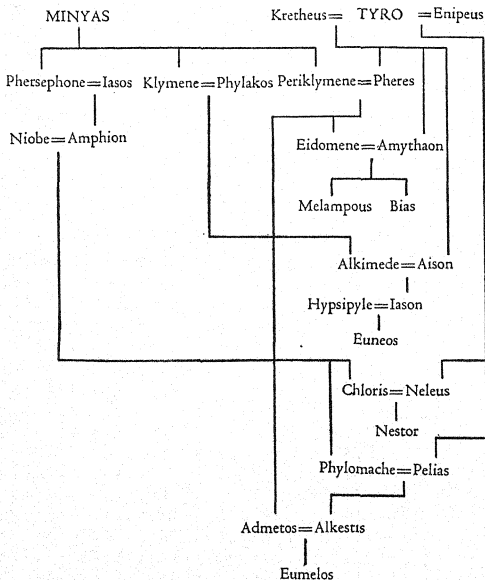 MINYAS Kretheus= TYRO =Enipeus
Phersephone=Iasos Klymene=Phylakos Periklymene=Pheres
Niobe=Amphion Eidomene=Amythaon
Melampous Bias
Alkimede=Aison
Hypsipyle=Iason
Euneos
Chloris=Neleus
Nestor
Phylomache=Pelias
Admetos=Alkestis
Eumelos